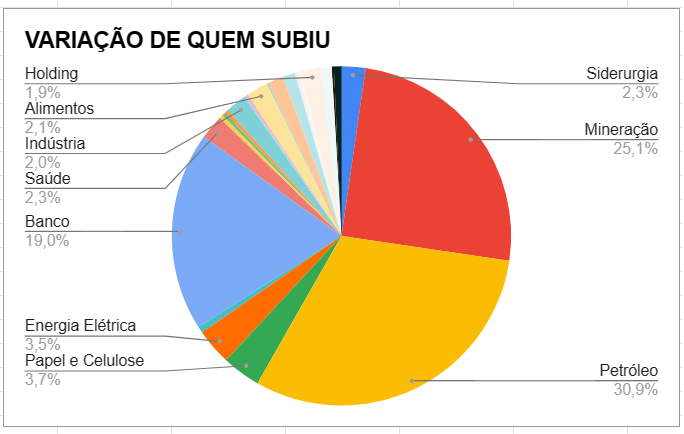 VARIAÇÃO DE QUEM SUBIU
Holding
1,9%
Alimentos
2,1%
Indústria
2,0%
Saúde
2,3%
Banco
19,0%
Energia Elétrica
3,5%
Papel e Celulose
3,7%
Siderurgia
2,3%
Mineração
25,1%
Petróleo
30,9%